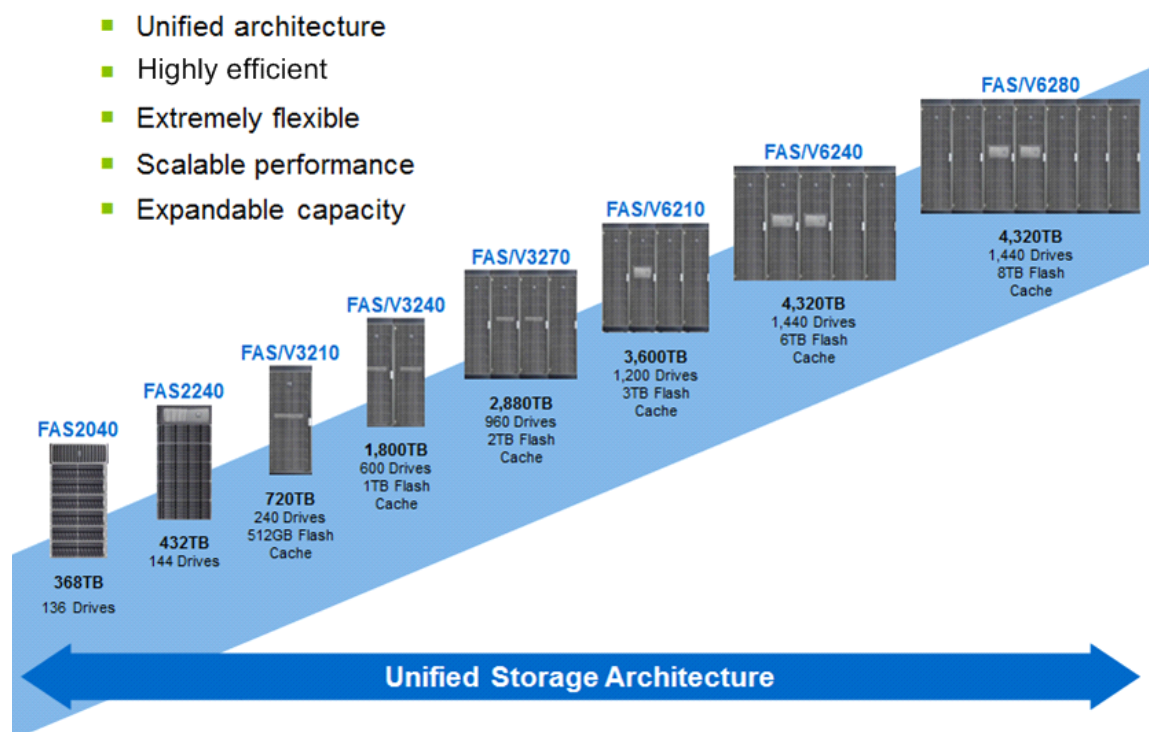 Unified architecture
Highly efficient
Extremely flexible
Scalable performance
Expandable capacity
FAS2040
368TB
136 Drives
FAS2240
432TB
144 Drives
FAS/V3210
720TB
240 Drives
512GB Flash
Cache
FAS/V3240
1,800TB
600 Drives
1TB Flash
Cache
FAS/V3270
2,880TB
960 Drives
2TB Flash
Cache
FAS/V6210
3,600TB
1,200 Drives
3TB Flash
Cache
FAS/V6240
4,320TB
1,440 Drives
6TB Flash
Cache
FAS/V6280
4,320TB
1,440 Drives
8TB Flash
Cache
Unified Storage Architecture